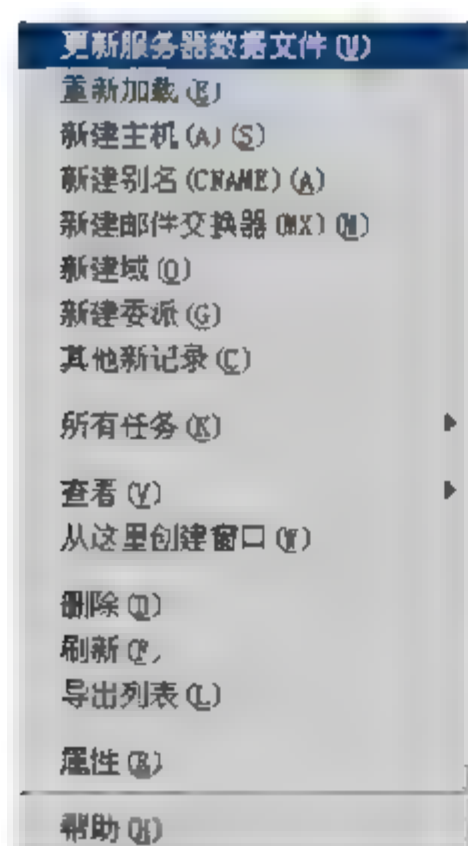 更新服务器数据文件(U)
重新加载(E)
新建主机(A)(S)
新建别名(CNAME)(A)
新建邮件交换器(MX)(M)
新建域(O)
新建委派(G)
其他新记录(C)
所有任务(K)
查看(V)
从这里创建窗口(W)
删除(D)
刷新(F)
导出列表(L)
属性(R)
帮助(H)